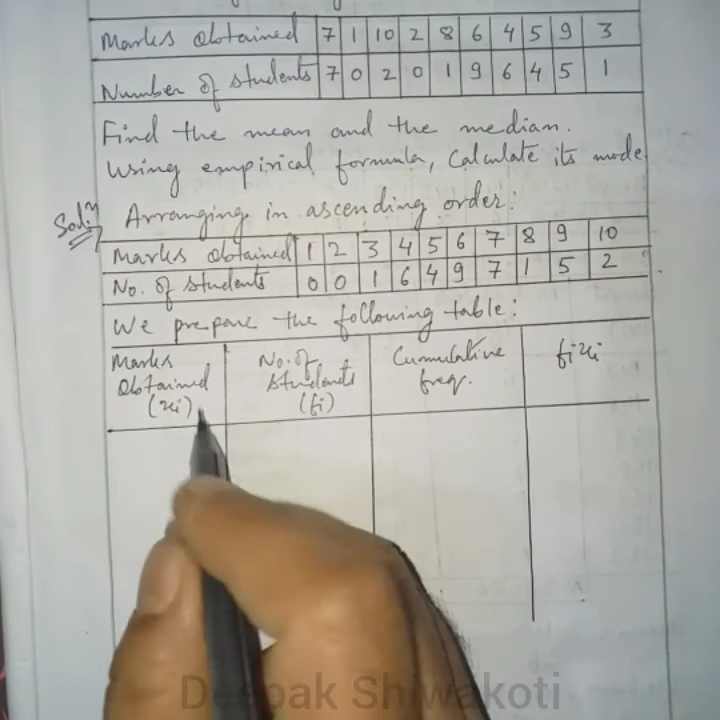 Marks obtained 7 1 10 2 8 6 4 5 9 3
Number of students 7 0 2 0 1 9 6 4 5 1
Find the mean and the median.
Using empirical formula, Calculate its mode
Solⁿ: Arranging in ascending order:
Marks obtained 1 2 3 4 5 6 7 8 9 10
No. of students 0 0 1 6 4 9 7 1 5 2
We prepare the following table:
Marks Obtained (xi)
No. of Students (fi)
Cummulative freq.
fixi
Deepak Shiwakoti